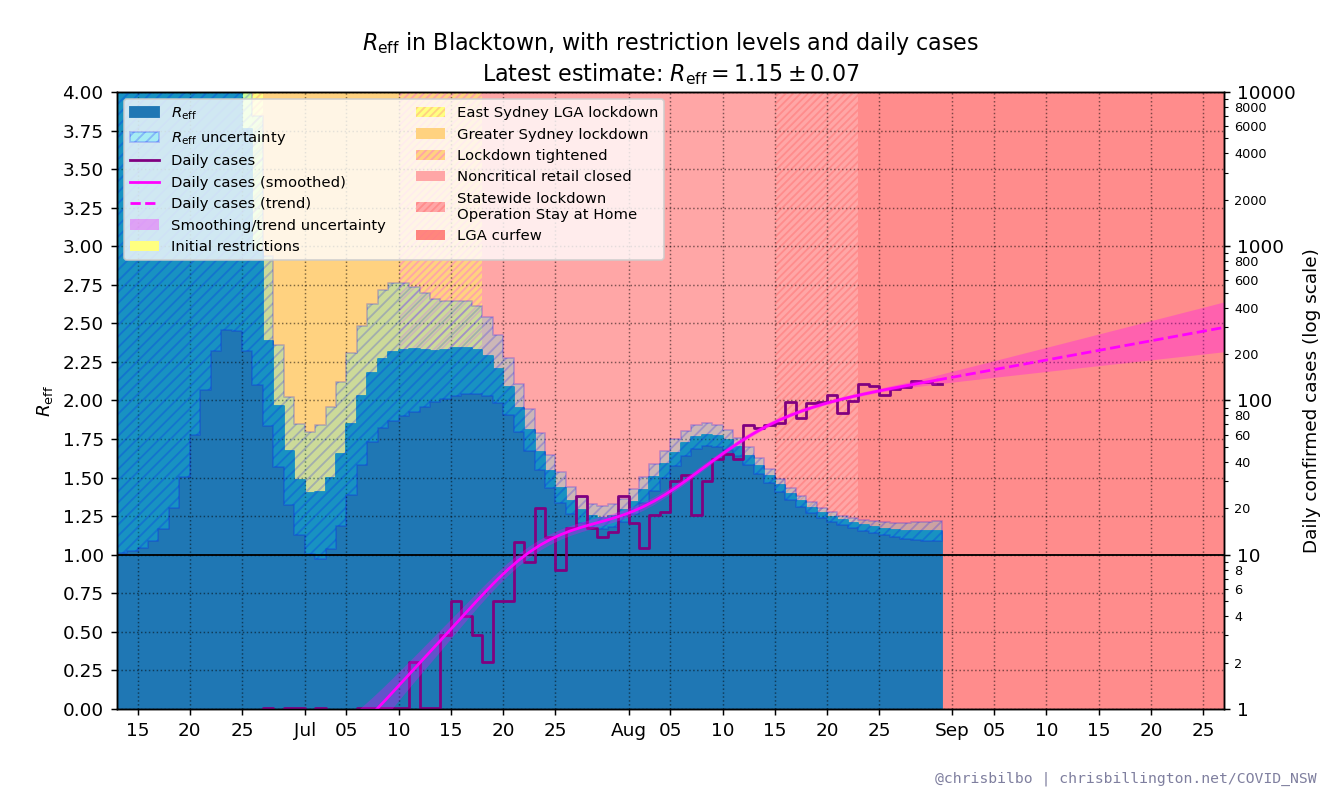 Reff in Blacktown, with restriction levels and daily cases
Latest estimate: Reff = 1.15 ± 0.07
Reff
Reff uncertainty
Daily cases
Daily cases (smoothed)
Daily cases (trend)
Smoothing/trend uncertainty
Initial restrictions
East Sydney LGA lockdown
Greater Sydney lockdown
Lockdown tightened
Noncritical retail closed
Statewide lockdown
Operation Stay at Home
LGA curfew
Reff
4.00
3.75
3.50
3.25
3.00
2.75
2.50
2.25
2.00
1.75
1.50
1.25
1.00
0.75
0.50
0.25
0.00
15 20 25 Jul 05 10 15 20 25 Aug 05 10 15 20 25 Sep 05 10 15 20 25
10000
8000
6000
4000
2000
1000
800
600
400
200
100
80
60
40
20
10
8
6
4
2
1
Daily confirmed cases (log scale)
@chrisbilbo | chrisbillington.net/COVID_NSW